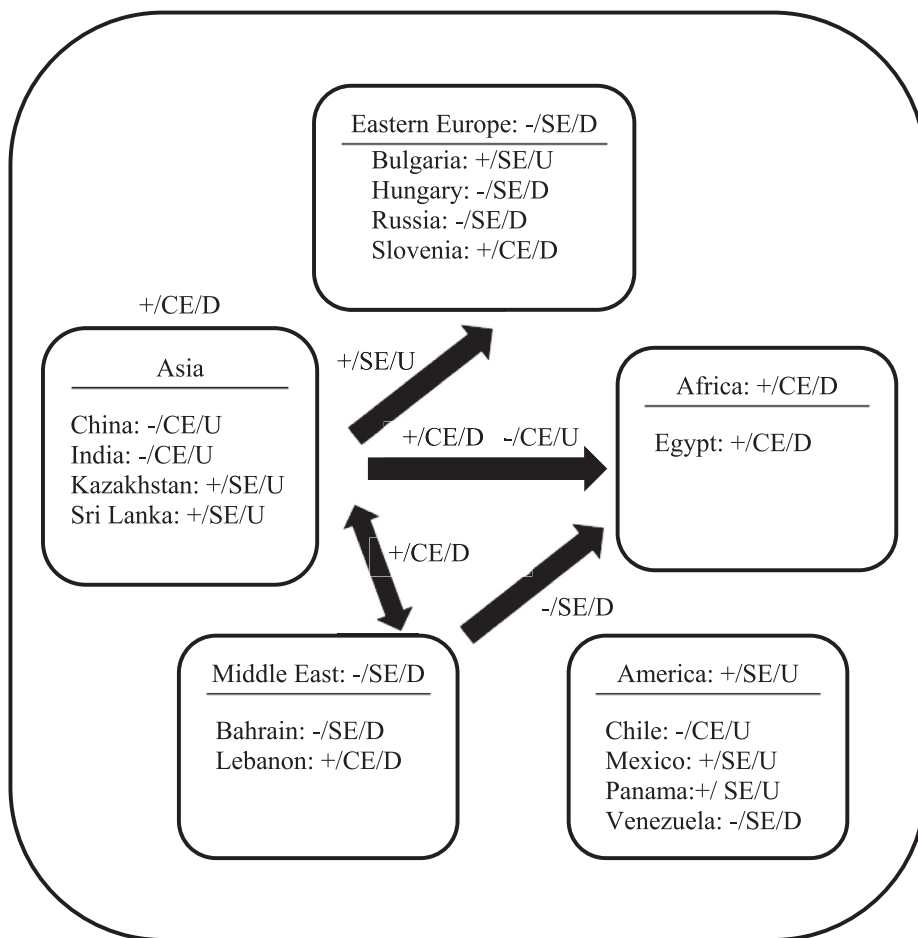 Eastern Europe: -/SE/D
Bulgaria: +/SE/U
Hungary: -/SE/D
Russia: -/SE/D
Slovenia: +/CE/D
+/CE/D
Asia
China: -/CE/U
India: -/CE/U
Kazakhstan: +/SE/U
Sri Lanka: +/SE/U
+/SE/U
+/CE/D -/CE/U
Africa: +/CE/D
Egypt: +/CE/D
+/CE/D
-/SE/D
Middle East: -/SE/D
Bahrain: -/SE/D
Lebanon: +/CE/D
America: +/SE/U
Chile: -/CE/U
Mexico: +/SE/U
Panama:+/ SE/U
Venezuela: -/SE/D